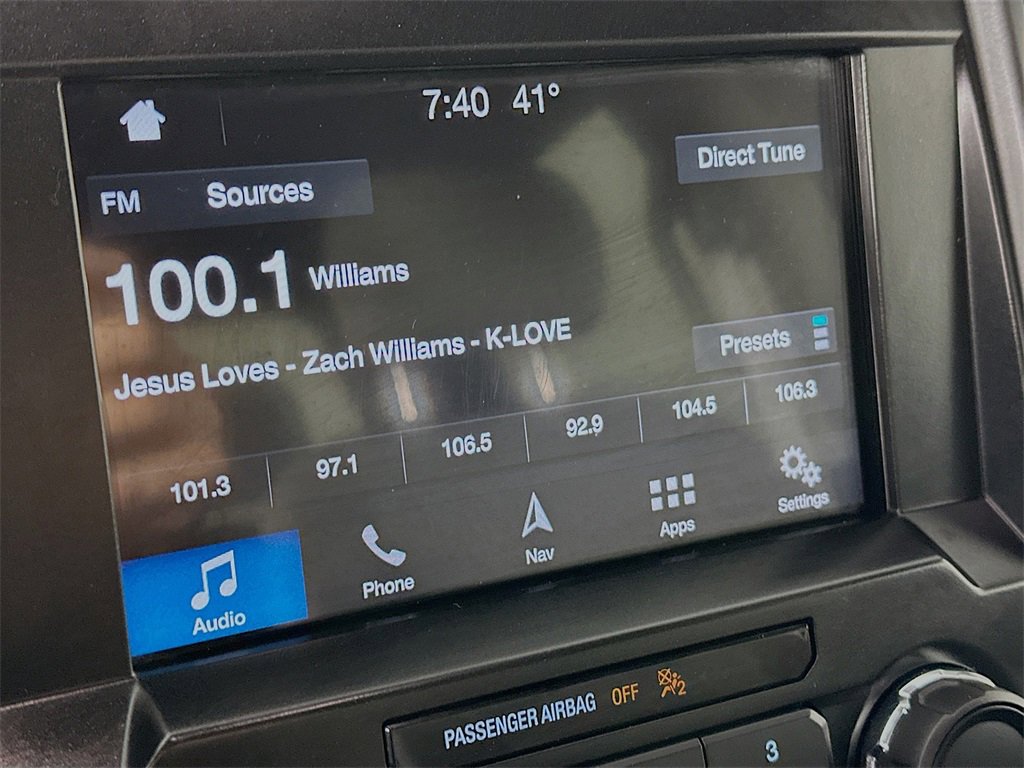 7:40 41°
Direct Tune
FM Sources
100.1 Williams
Jesus Loves - Zach Williams - K-LOVE
Presets
101.3 97.1 106.5 92.9 104.5 106.3
Audio Phone Nav Apps Settings
PASSENGER AIRBAG OFF 2
3